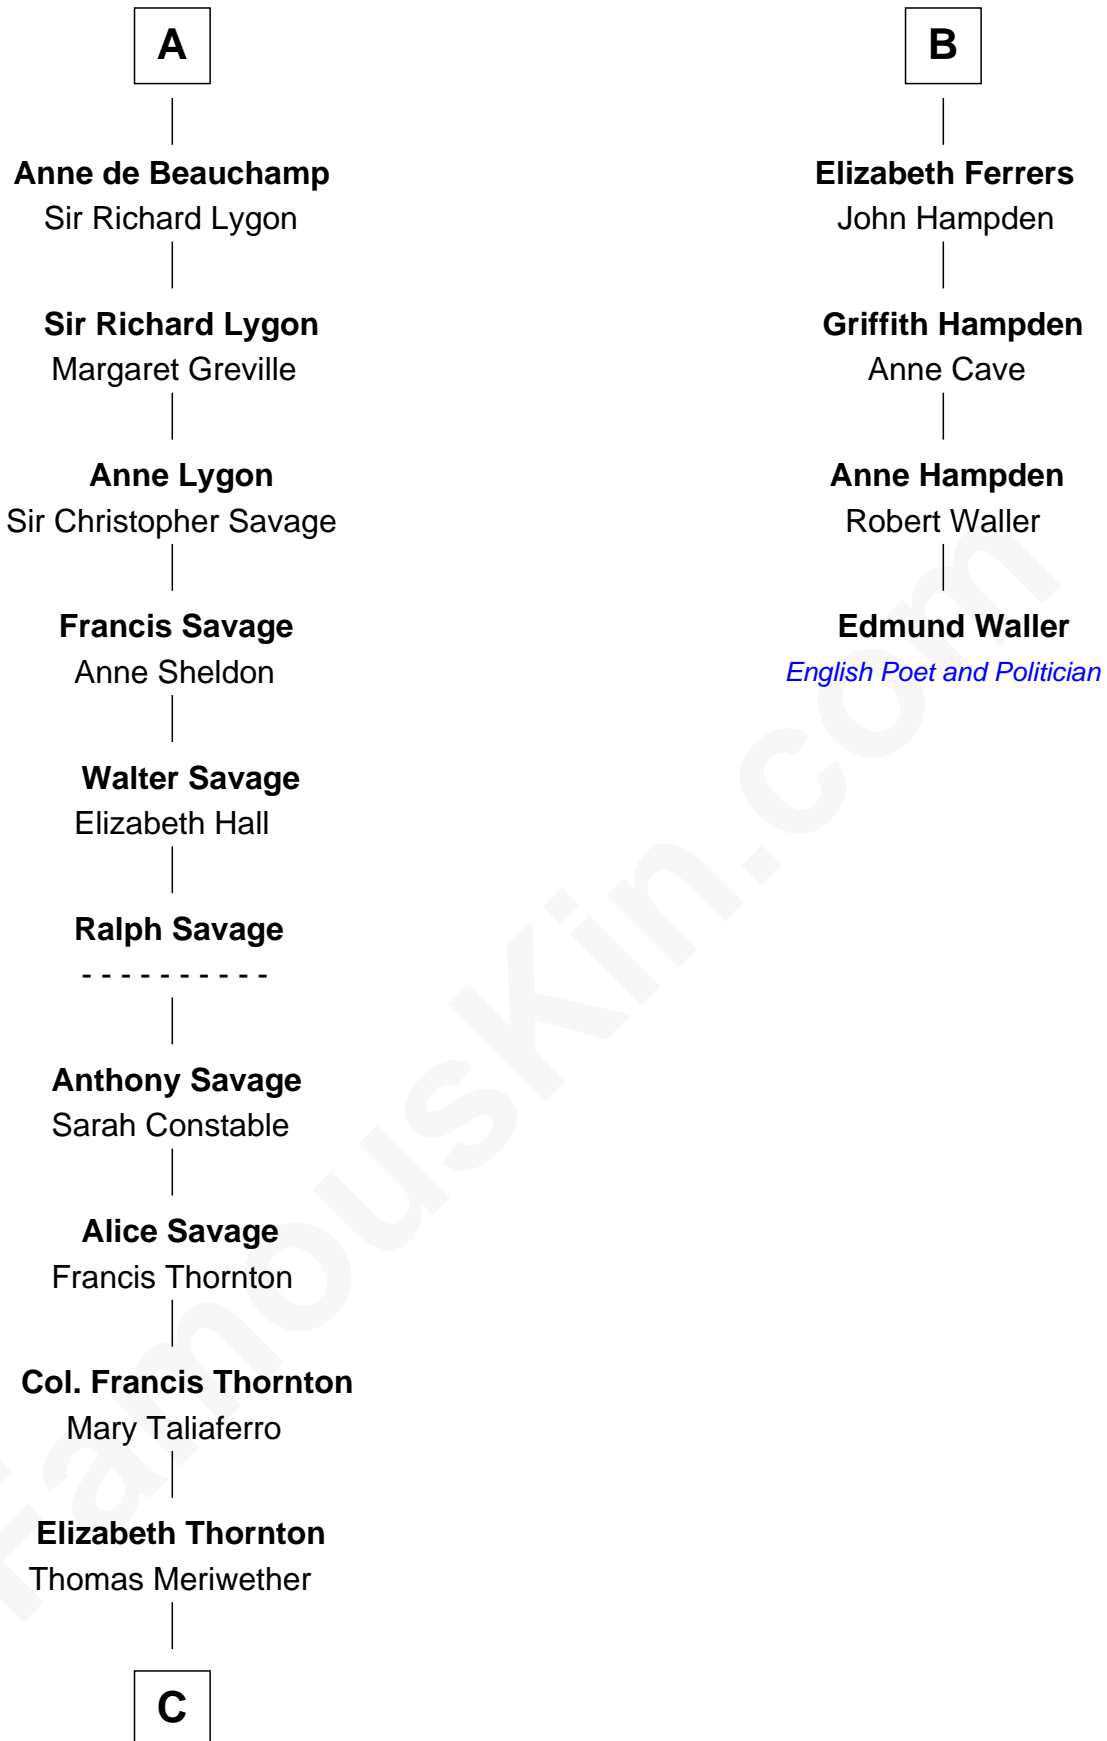 A
Anne de Beauchamp
Sir Richard Lygon
Sir Richard Lygon
Margaret Greville
Anne Lygon
Sir Christopher Savage
Francis Savage
Anne Sheldon
Walter Savage
Elizabeth Hall
Ralph Savage
- - - - - - - - - -
Anthony Savage
Sarah Constable
Alice Savage
Francis Thornton
Col. Francis Thornton
Mary Taliaferro
Elizabeth Thornton
Thomas Meriwether
C
B
Elizabeth Ferrers
John Hampden
Griffith Hampden
Anne Cave
Anne Hampden
Robert Waller
Edmund Waller
English Poet and Politician
FamousKin.com